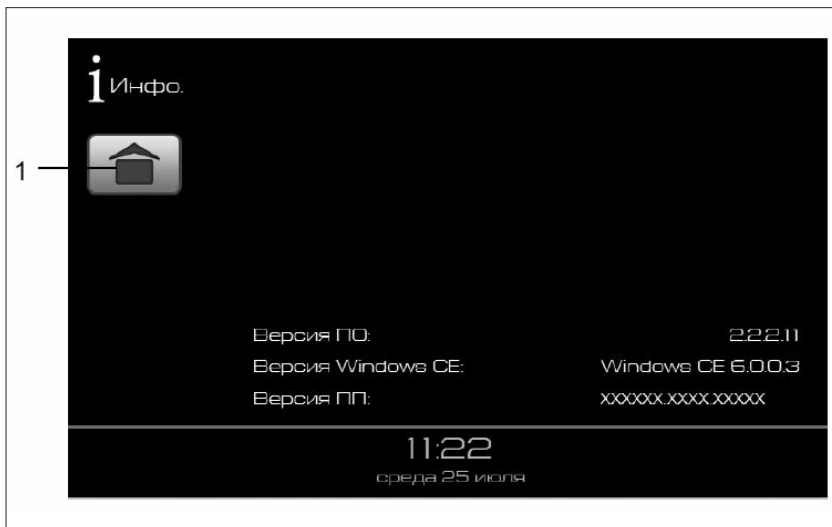 i Инфо.
1
Версия ПО: 2.2.2.11
Версия Windows CE: Windows CE 6.0.0.3
Версия ПП: XXXXXX.XXXX.XXXXX
11:22
среда 25 июля